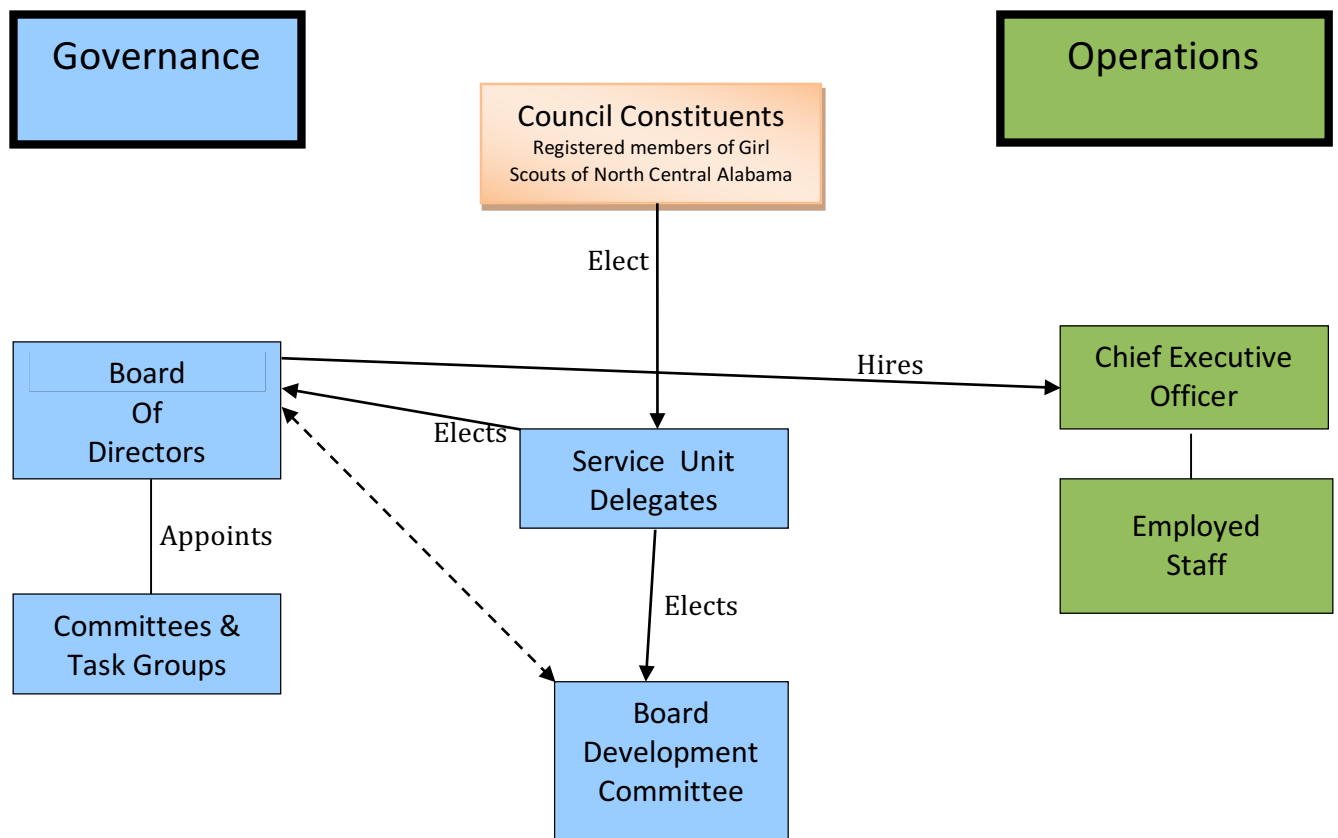 Governance
Operations
Council Constituents
Registered members of Girl
Scouts of North Central Alabama
Elect
Board
Of
Directors
Hires
Chief Executive
Officer
Elects
Service Unit
Delegates
Appoints
Employed
Staff
Elects
Committees &
Task Groups
Board
Development
Committee